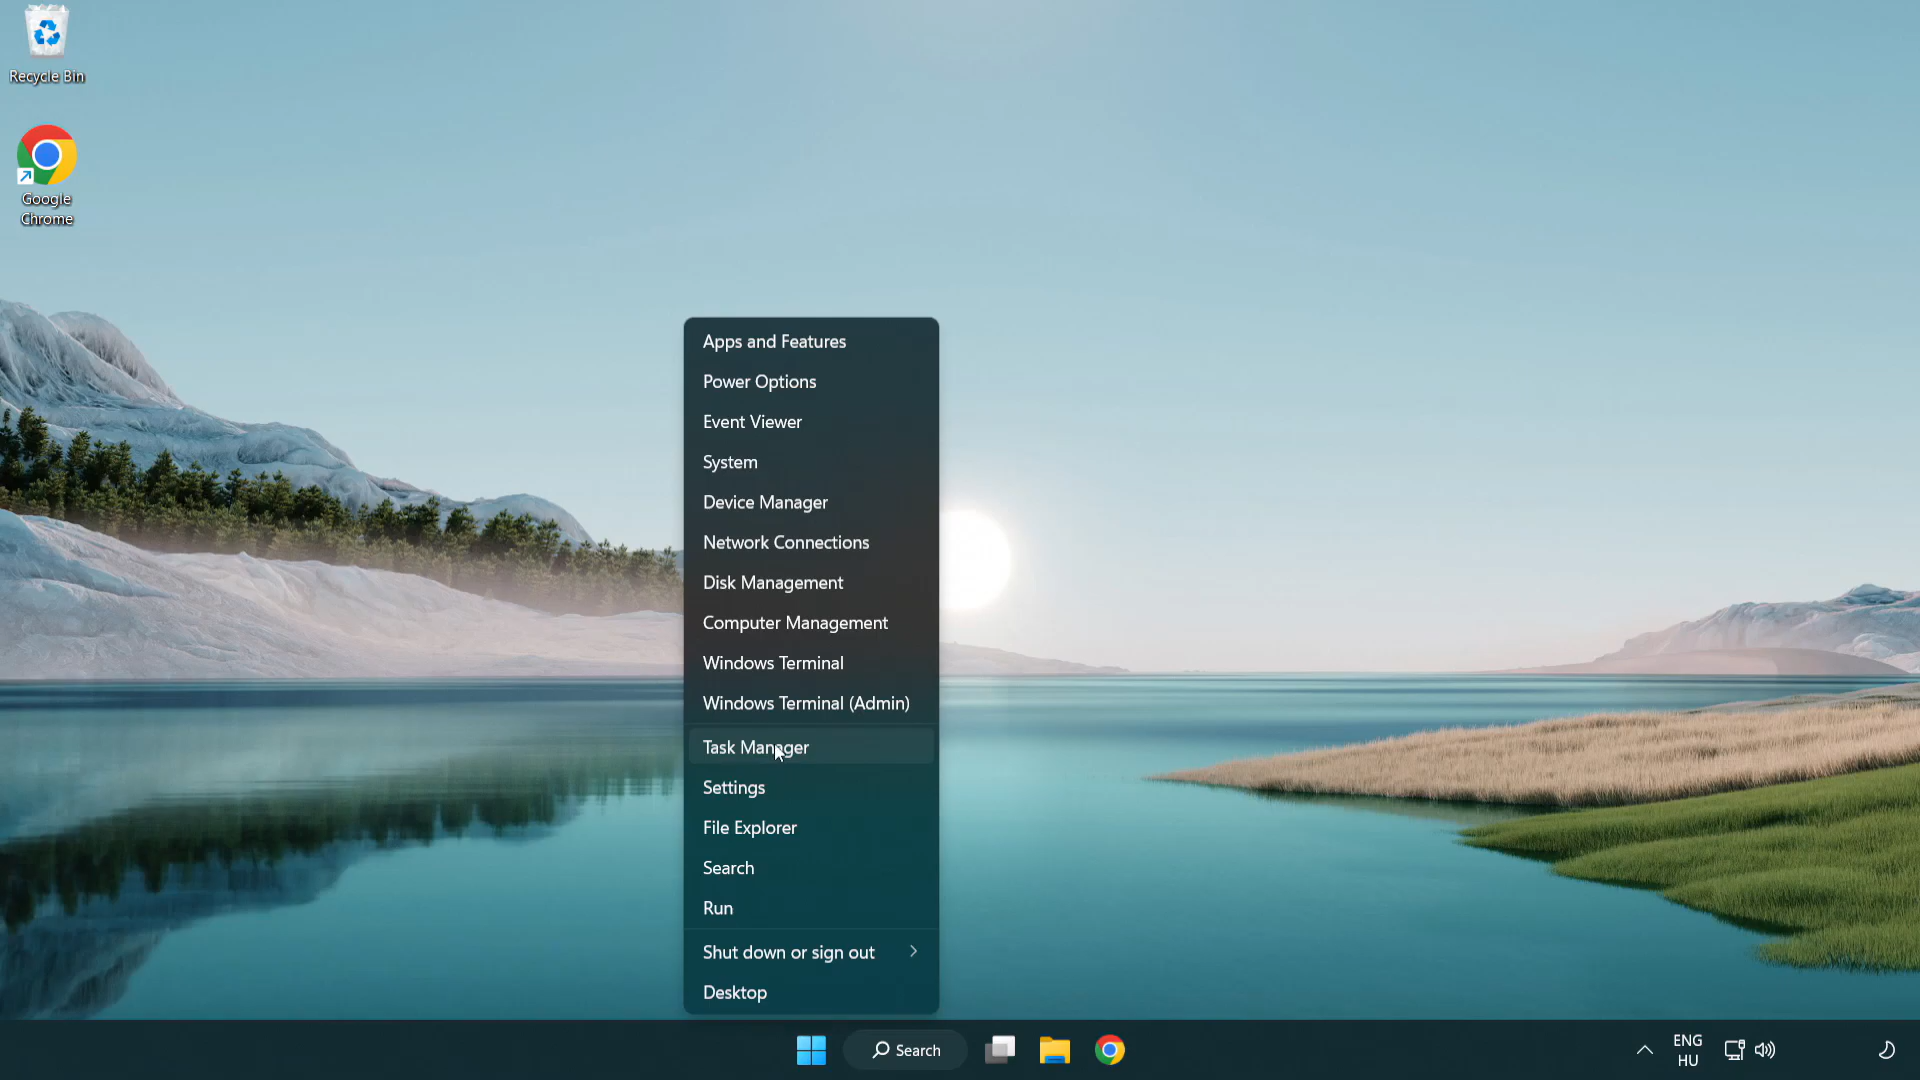 Recycle Bin
Google
Chrome
Apps and Features
Power Options
Event Viewer
System
Device Manager
Network Connections
Disk Management
Computer Management
Windows Terminal
Windows Terminal (Admin)
Task Manager
Settings
File Explorer
Search
Run
Shut down or sign out
Desktop
Search
ENG
HU